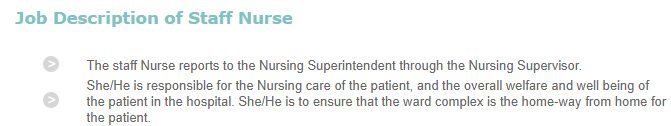 Job Description of Staff Nurse
The staff Nurse reports to the Nursing Superintendent through the Nursing Supervisor.
She/He is responsible for the Nursing care of the patient, and the overall welfare and well being of
the patient in the hospital. She/He is to ensure that the ward complex is the home-way from home for
the patient.